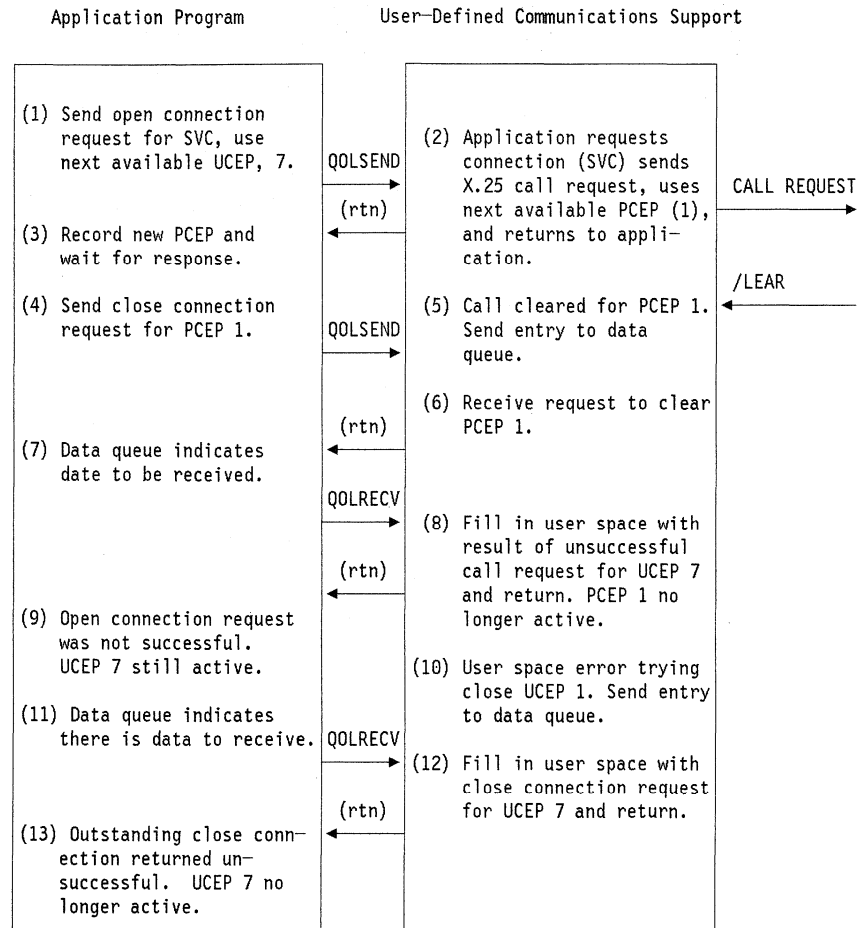 Application Program
User-Defined Communications Support
(1) Send open connection
request for SVC, use
next available UCEP, 7.
QOLSEND
(rtn)
(2) Application requests
connection (SVC) sends
X.25 call request, uses
next available PCEP (1),
and returns to appli-
cation.
CALL REQUEST
(3) Record new PCEP and
wait for response.
(4) Send close connection
request for PCEP 1.
QOLSEND
/LEAR
(5) Call cleared for PCEP 1.
Send entry to data
queue.
(6) Receive request to clear
PCEP 1.
(rtn)
(7) Data queue indicates
date to be received.
QOLRECV
(rtn)
(8) Fill in user space with
result of unsuccessful
call request for UCEP 7
and return. PCEP 1 no
longer active.
(9) Open connection request
was not successful.
UCEP 7 still active.
(10) User space error trying
close UCEP 1. Send entry
to data queue.
(11) Data queue indicates
there is data to receive.
QOLRECV
(12) Fill in user space with
close connection request
for UCEP 7 and return.
(rtn)
(13) Outstanding close conn-
ection returned un-
successful. UCEP 7 no
longer active.